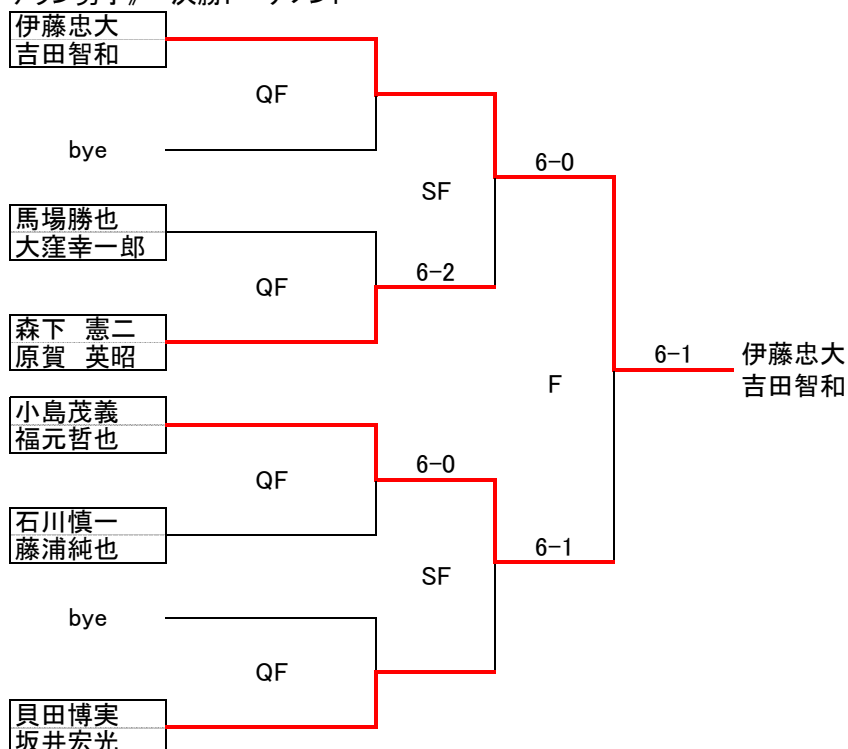 伊藤忠大
吉田智和
QF
bye
6-0
SF
馬場勝也
大窪幸一郎
QF
6-2
森下 憲二
原賀 英昭
6-1
伊藤忠大
吉田智和
F
小島茂義
福元哲也
QF
6-0
石川慎一
藤浦純也
6-1
SF
bye
QF
貝田博実
坂井宏光